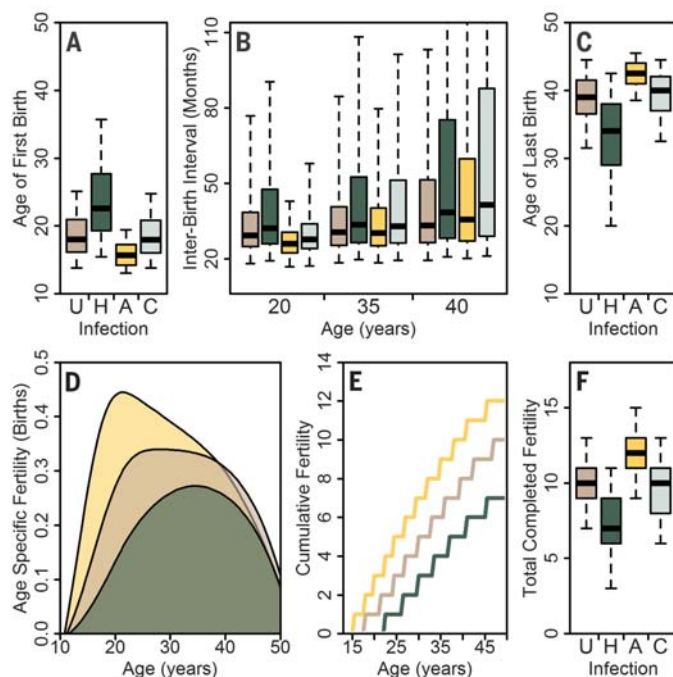 A
Age of First Birth
50
40
30
20
10
U H A C
Infection
B
Inter-Birth Interval (Months)
110
80
50
20
20 35 40
Age (years)
C
Age of Last Birth
50
40
30
20
10
U H A C
Infection
D
Age Specific Fertility (Births)
0.5
0.4
0.3
0.2
0.1
0.0
10 20 30 40 50
Age (years)
E
Cumulative Fertility
14
12
10
8
6
4
2
0
15 25 35 45
Age (years)
F
Total Completed Fertility
15
10
5
0
U H A C
Infection